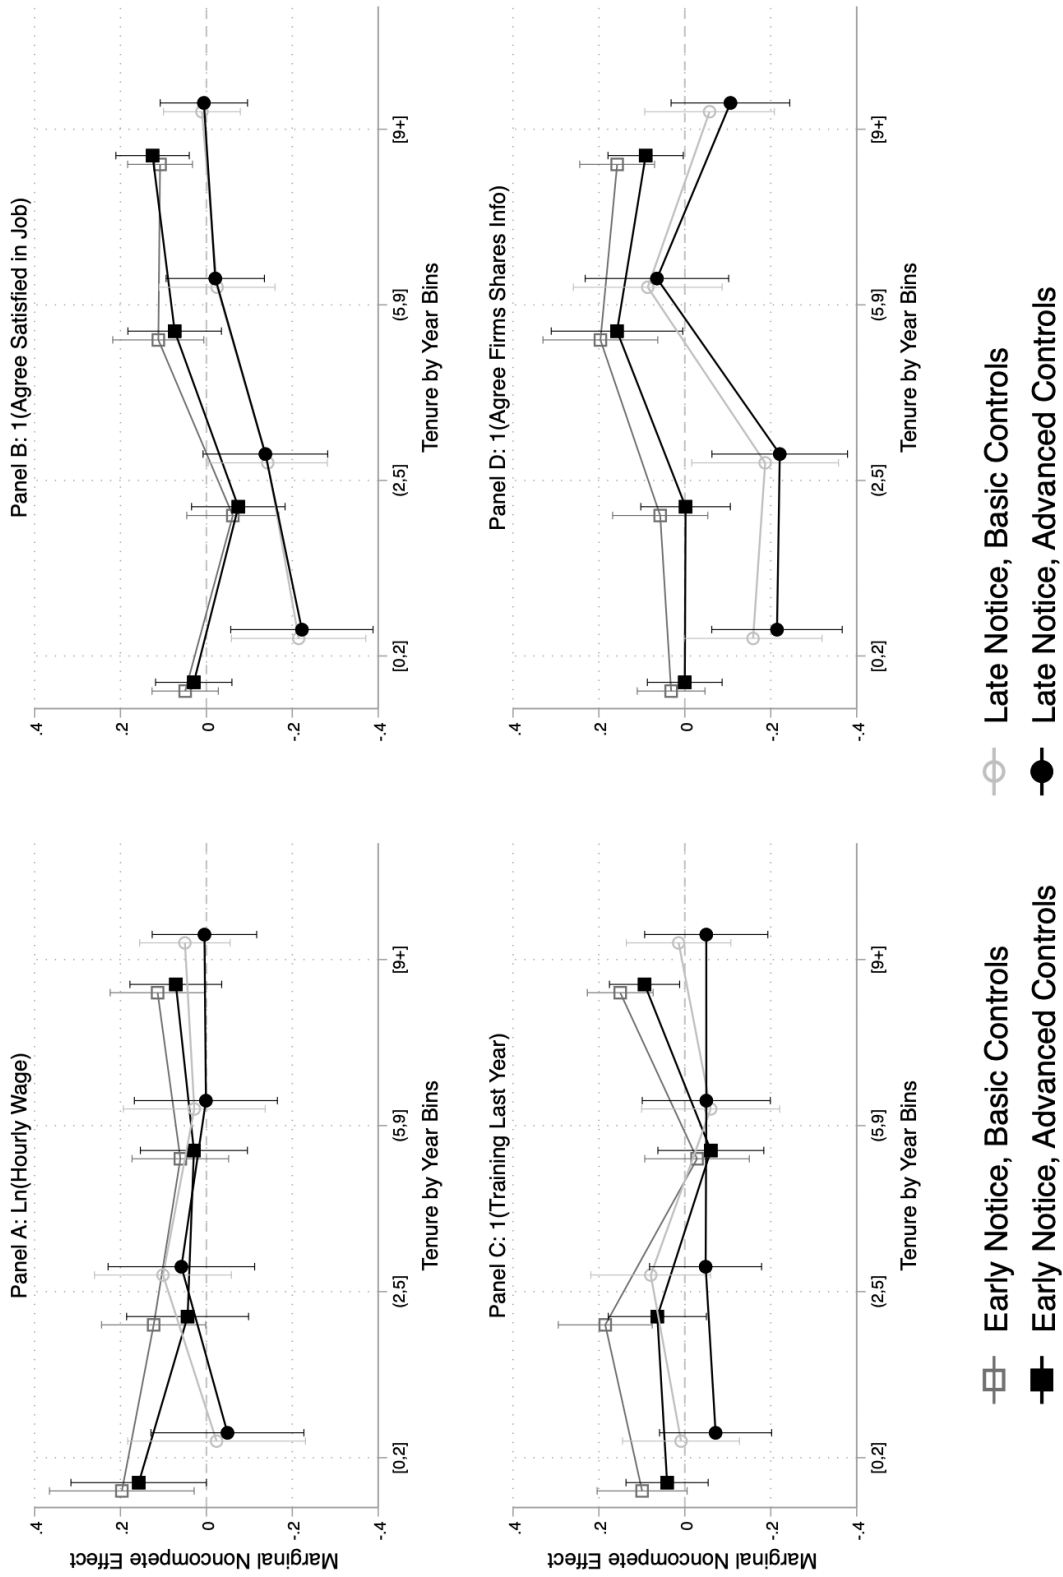 Panel A: Ln(Hourly Wage)
Marginal Noncompete Effect
.4
.2
0
-.2
-.4
[0,2]
(2,5]
(5,9]
[9+]
Tenure by Year Bins
Panel B: 1(Agree Satisfied in Job)
.4
.2
0
-.2
-.4
[0,2]
(2,5]
(5,9]
[9+]
Tenure by Year Bins
Panel C: 1(Training Last Year)
Marginal Noncompete Effect
.4
.2
0
-.2
-.4
[0,2]
(2,5]
(5,9]
[9+]
Tenure by Year Bins
Panel D: 1(Agree Firms Shares Info)
.4
.2
0
-.2
-.4
[0,2]
(2,5]
(5,9]
[9+]
Tenure by Year Bins
Early Notice, Basic Controls
Late Notice, Basic Controls
Early Notice, Advanced Controls
Late Notice, Advanced Controls